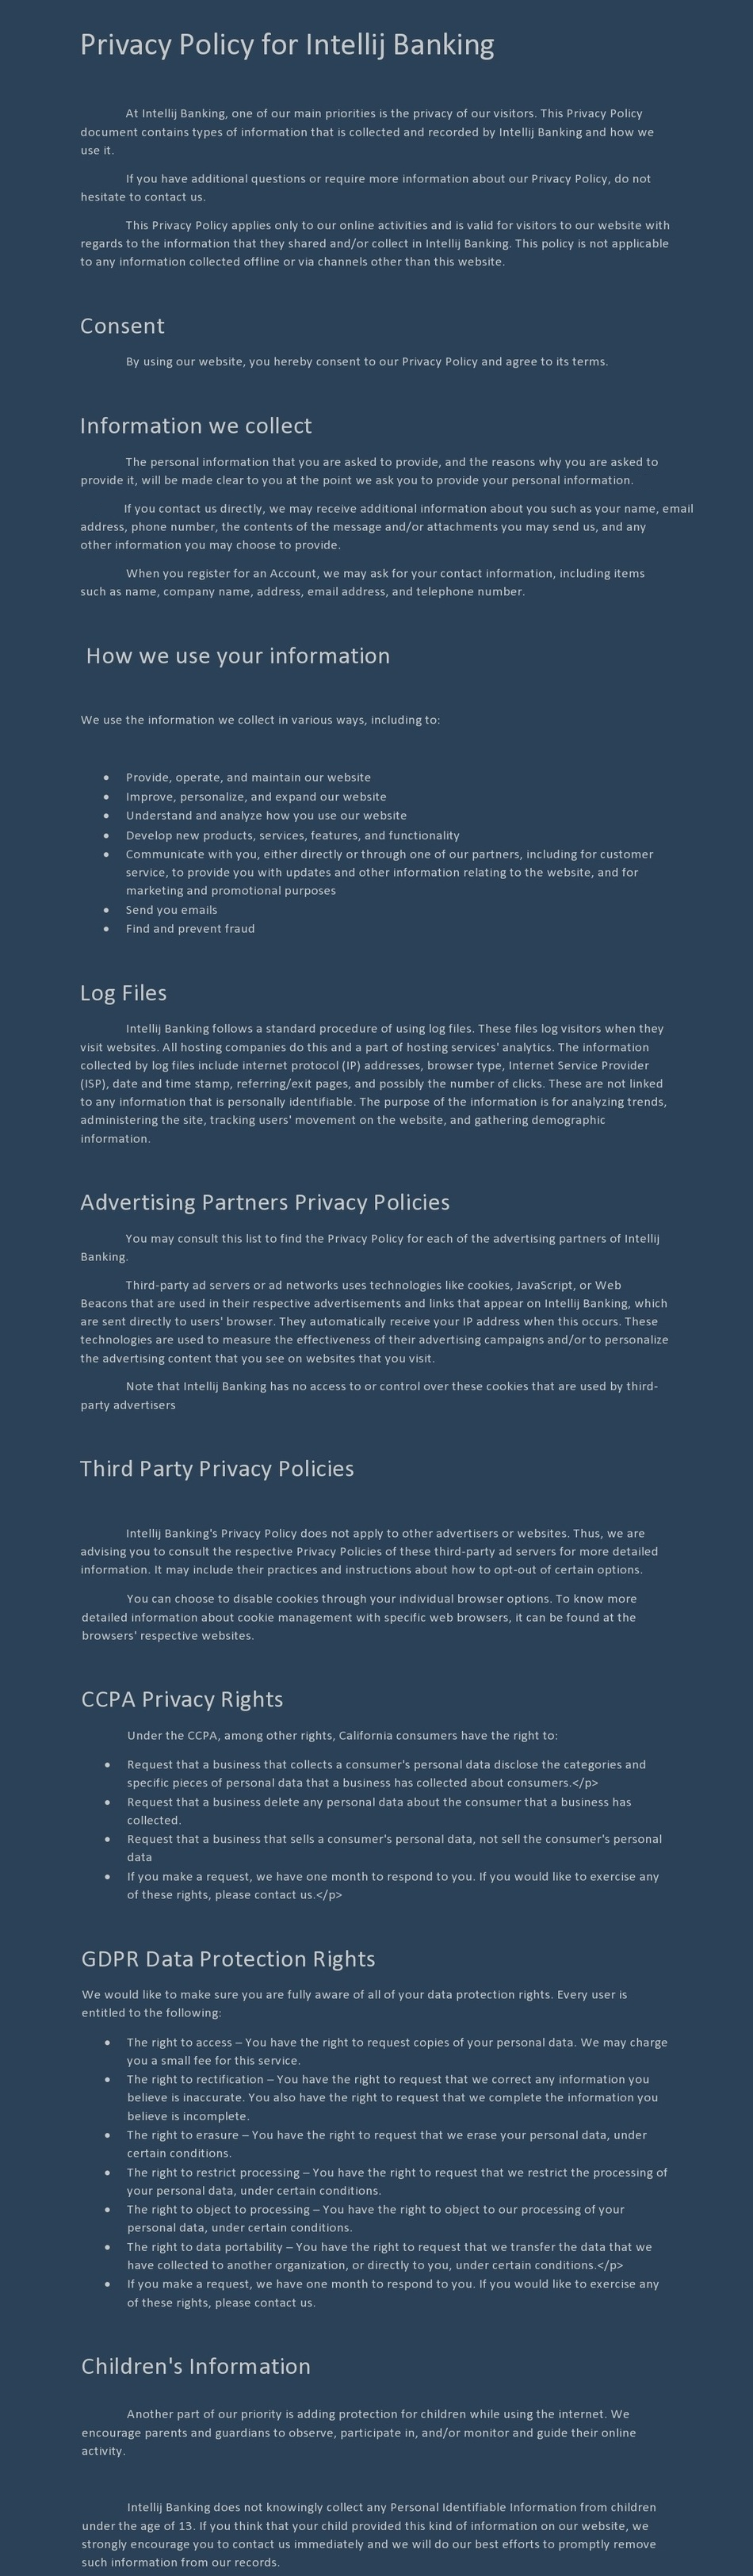 Privacy Policy for Intellij Banking
At Intellij Banking, one of our main priorities is the privacy of our visitors. This Privacy Policy
document contains types of information that is collected and recorded by Intellij Banking and how we
use it.
If you have additional questions or require more information about our Privacy Policy, do not
hesitate to contact us.
This Privacy Policy applies only to our online activities and is valid for visitors to our website with
regards to the information that they shared and/or collect in Intellij Banking. This policy is not applicable
to any information collected offline or via channels other than this website.
Consent
By using our website, you hereby consent to our Privacy Policy and agree to its terms.
Information we collect
The personal information that you are asked to provide, and the reasons why you are asked to
provide it, will be made clear to you at the point we ask you to provide your personal information.
If you contact us directly, we may receive additional information about you such as your name, email
address, phone number, the contents of the message and/or attachments you may send us, and any
other information you may choose to provide.
When you register for an Account, we may ask for your contact information, including items
such as name, company name, address, email address, and telephone number.
How we use your information
We use the information we collect in various ways, including to:
• Provide, operate, and maintain our website
• Improve, personalize, and expand our website
• Understand and analyze how you use our website
• Develop new products, services, features, and functionality
• Communicate with you, either directly or through one of our partners, including for customer
service, to provide you with updates and other information relating to the website, and for
marketing and promotional purposes
• Send you emails
• Find and prevent fraud
Log Files
Intellij Banking follows a standard procedure of using log files. These files log visitors when they
visit websites. All hosting companies do this and a part of hosting services' analytics. The information
collected by log files include internet protocol (IP) addresses, browser type, Internet Service Provider
(ISP), date and time stamp, referring/exit pages, and possibly the number of clicks. These are not linked
to any information that is personally identifiable. The purpose of the information is for analyzing trends,
administering the site, tracking users' movement on the website, and gathering demographic
information.
Advertising Partners Privacy Policies
You may consult this list to find the Privacy Policy for each of the advertising partners of Intellij
Banking.
Third-party ad servers or ad networks uses technologies like cookies, JavaScript, or Web
Beacons that are used in their respective advertisements and links that appear on Intellij Banking, which
are sent directly to users' browser. They automatically receive your IP address when this occurs. These
technologies are used to measure the effectiveness of their advertising campaigns and/or to personalize
the advertising content that you see on websites that you visit.
Note that Intellij Banking has no access to or control over these cookies that are used by third-
party advertisers
Third Party Privacy Policies
Intellij Banking's Privacy Policy does not apply to other advertisers or websites. Thus, we are
advising you to consult the respective Privacy Policies of these third-party ad servers for more detailed
information. It may include their practices and instructions about how to opt-out of certain options.
You can choose to disable cookies through your individual browser options. To know more
detailed information about cookie management with specific web browsers, it can be found at the
browsers' respective websites.
CCPA Privacy Rights
Under the CCPA, among other rights, California consumers have the right to:
• Request that a business that collects a consumer's personal data disclose the categories and
specific pieces of personal data that a business has collected about consumers.</p>
• Request that a business delete any personal data about the consumer that a business has
collected.
• Request that a business that sells a consumer's personal data, not sell the consumer's personal
data
• If you make a request, we have one month to respond to you. If you would like to exercise any
of these rights, please contact us.</p>
GDPR Data Protection Rights
We would like to make sure you are fully aware of all of your data protection rights. Every user is
entitled to the following:
• The right to access – You have the right to request copies of your personal data. We may charge
you a small fee for this service.
• The right to rectification – You have the right to request that we correct any information you
believe is inaccurate. You also have the right to request that we complete the information you
believe is incomplete.
• The right to erasure – You have the right to request that we erase your personal data, under
certain conditions.
• The right to restrict processing – You have the right to request that we restrict the processing of
your personal data, under certain conditions.
• The right to object to processing – You have the right to object to our processing of your
personal data, under certain conditions.
• The right to data portability – You have the right to request that we transfer the data that we
have collected to another organization, or directly to you, under certain conditions.</p>
• If you make a request, we have one month to respond to you. If you would like to exercise any
of these rights, please contact us.
Children's Information
Another part of our priority is adding protection for children while using the internet. We
encourage parents and guardians to observe, participate in, and/or monitor and guide their online
activity.
Intellij Banking does not knowingly collect any Personal Identifiable Information from children
under the age of 13. If you think that your child provided this kind of information on our website, we
strongly encourage you to contact us immediately and we will do our best efforts to promptly remove
such information from our records.